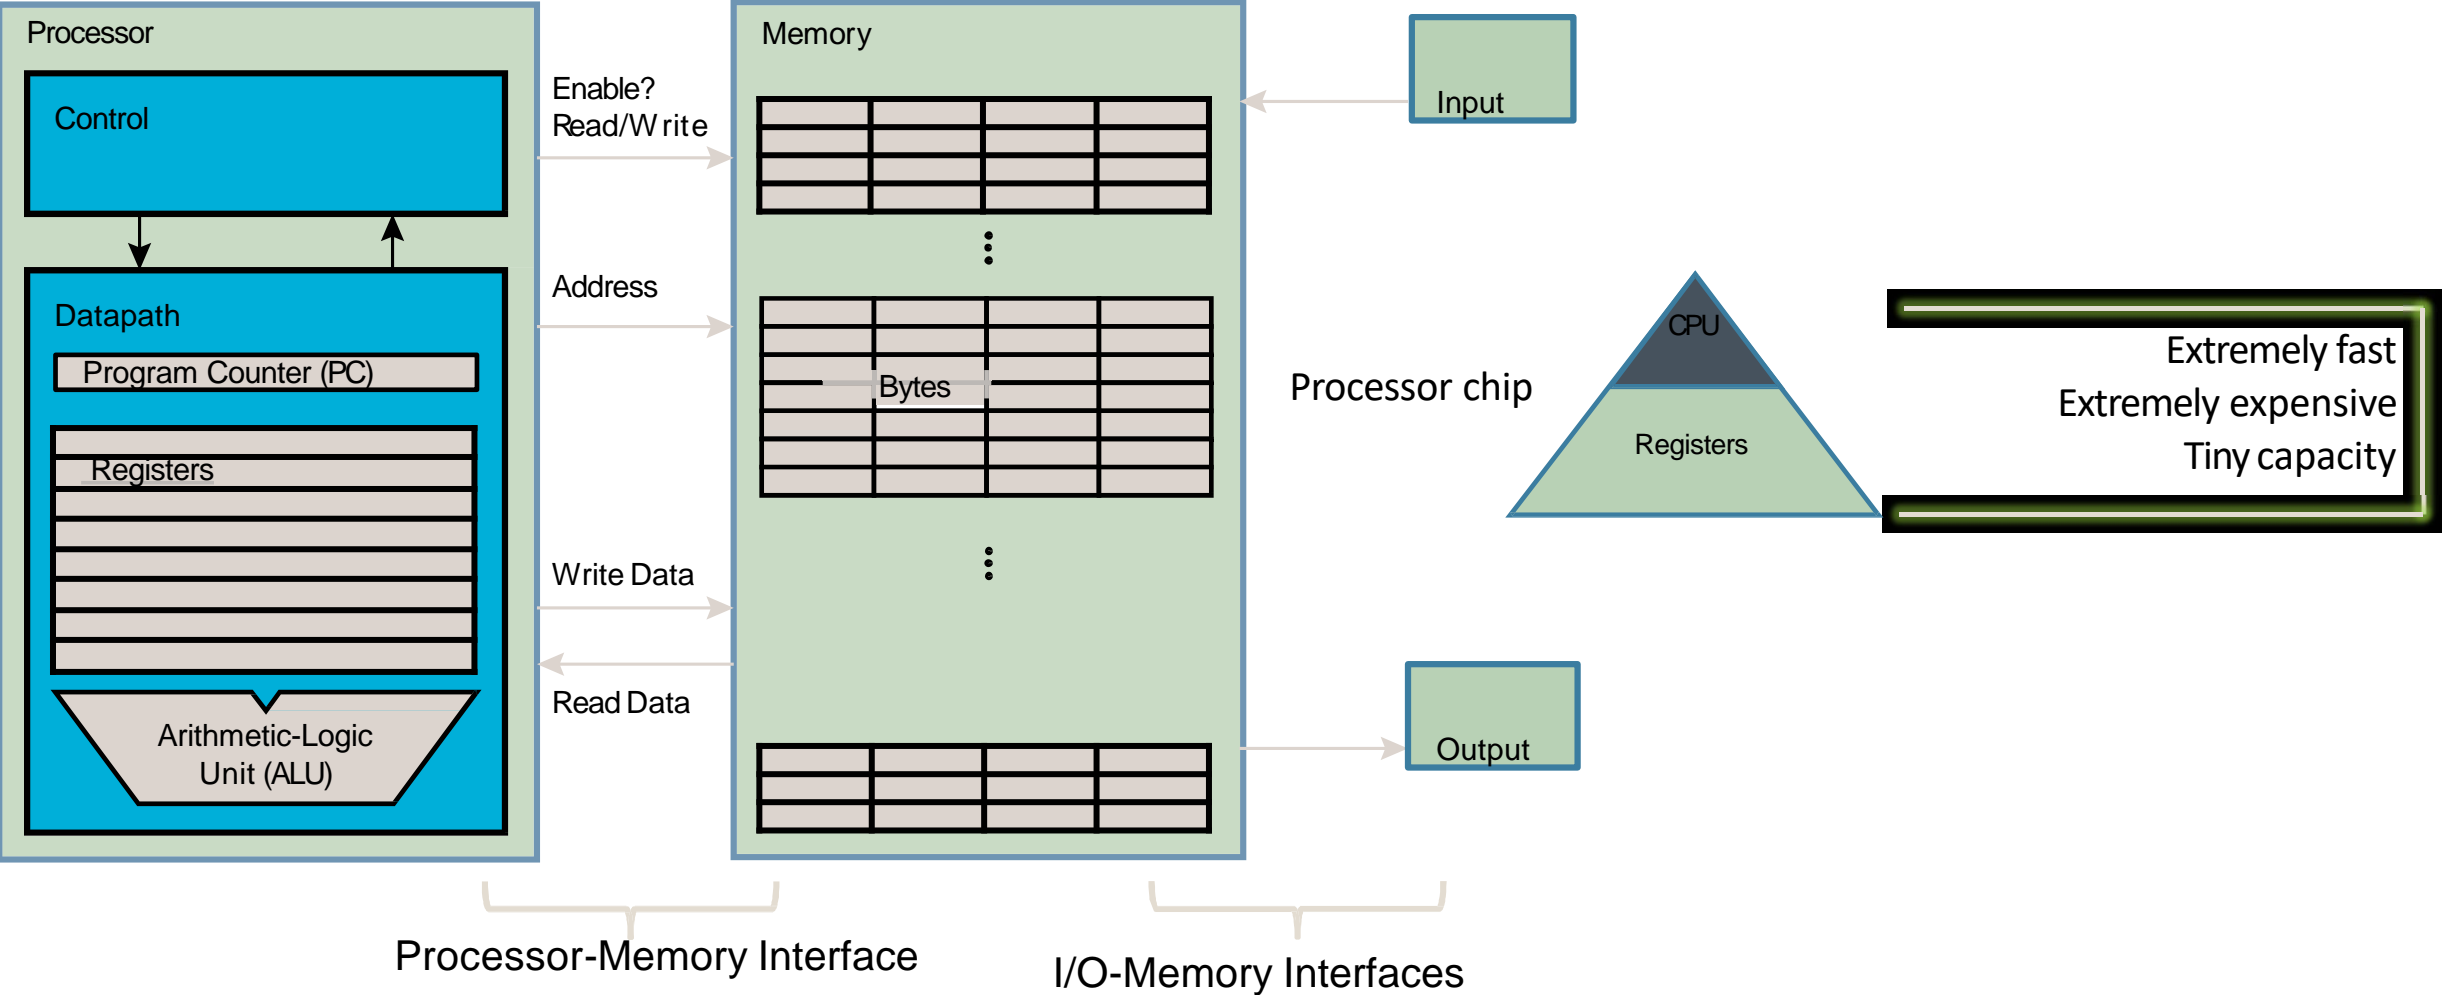 Processor
Control
Datapath
Program Counter (PC)
Registers
Arithmetic-Logic
Unit (ALU)
Enable?
Read/Write
Address
Write Data
Read Data
Memory
Bytes
Input
Output
Processor chip
CPU
Registers
Extremely fast
Extremely expensive
Tiny capacity
Processor-Memory Interface
I/O-Memory Interfaces